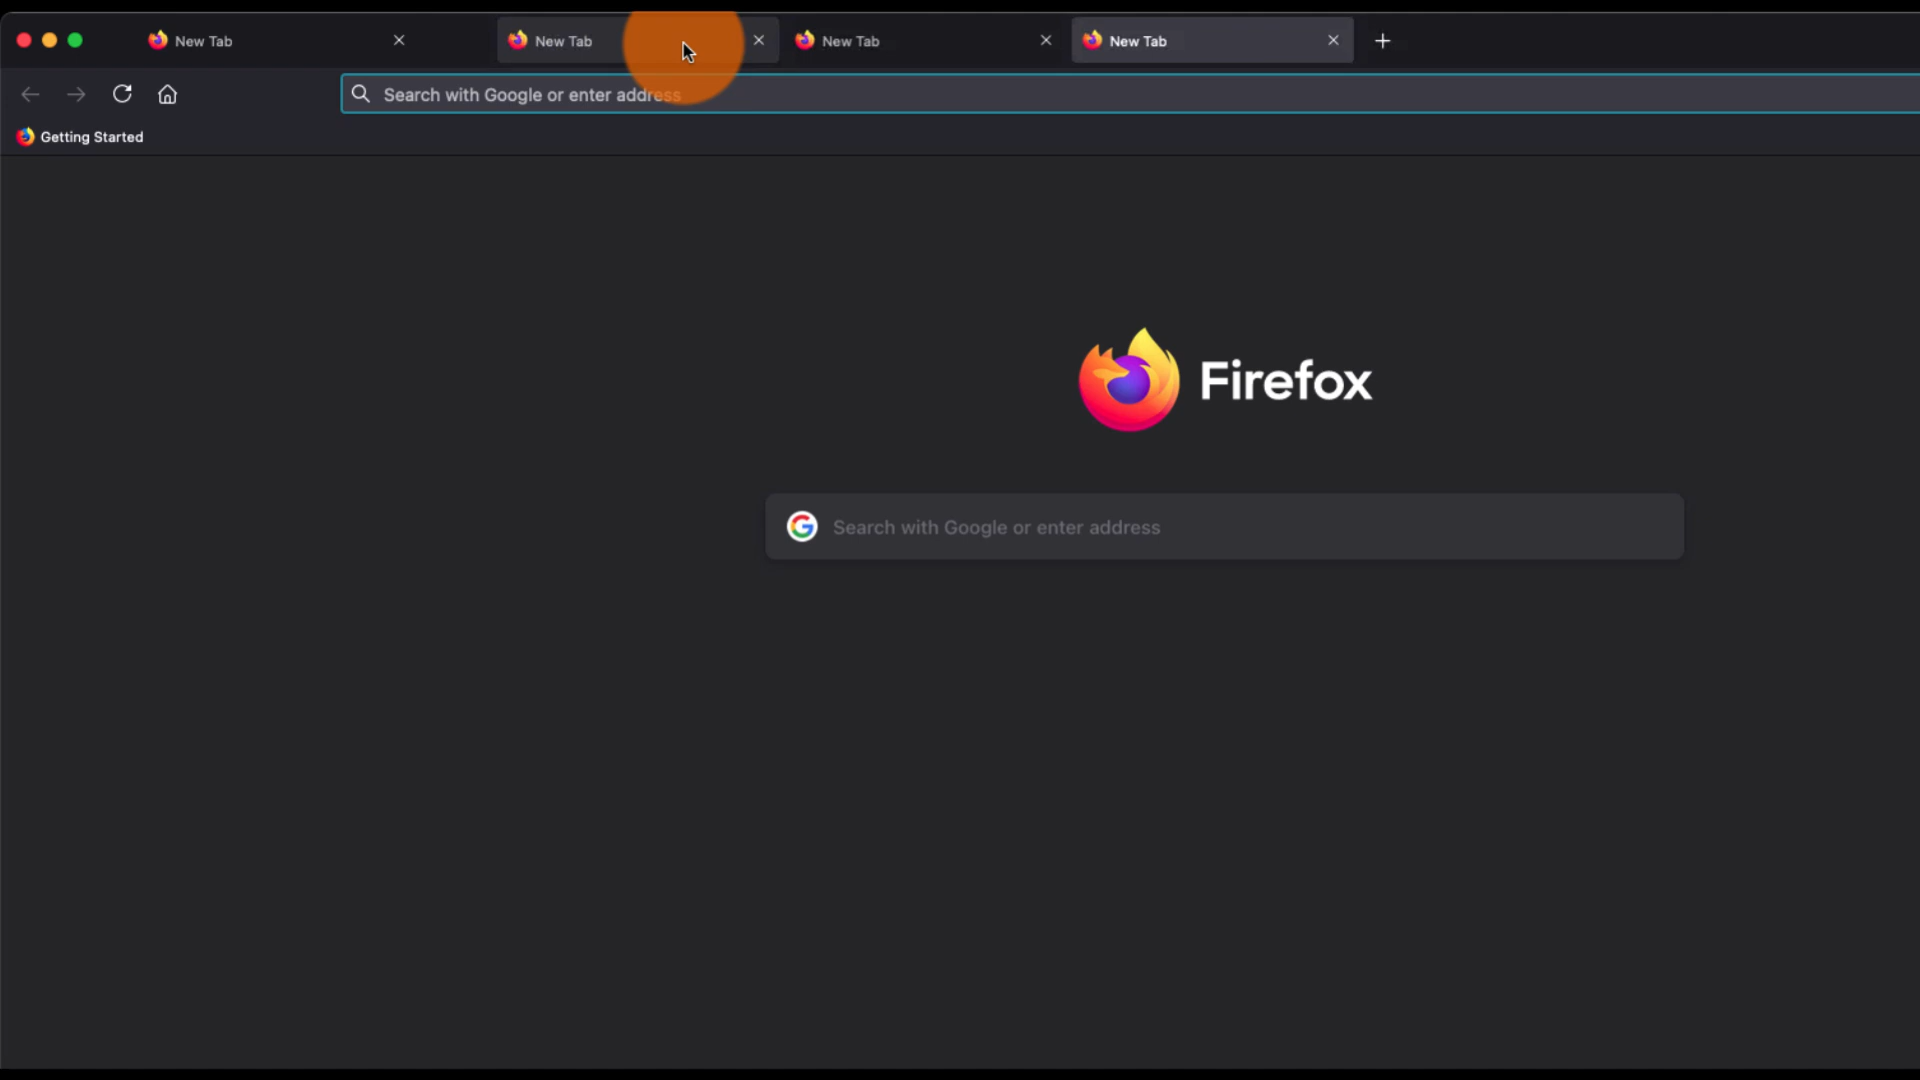 New Tab New Tab New Tab New Tab
Search with Google or enter address
Getting Started
Firefox
Search with Google or enter address